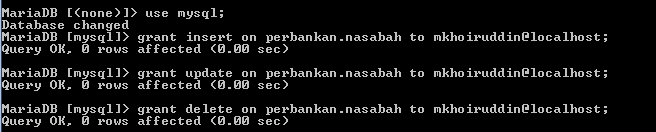 MariaDB [(none)]> use mysql;
Database changed
MariaDB [mysql]> grant insert on perbankan.nasabah to mkhoiruddin@localhost;
Query OK, 0 rows affected (0.00 sec)
MariaDB [mysql]> grant update on perbankan.nasabah to mkhoiruddin@localhost;
Query OK, 0 rows affected (0.00 sec)
MariaDB [mysql]> grant delete on perbankan.nasabah to mkhoiruddin@localhost;
Query OK, 0 rows affected (0.00 sec)